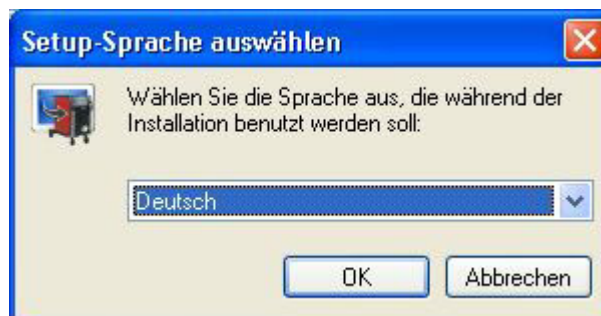 Setup-Sprache auswählen
Wählen Sie die Sprache aus, die während der
Installation benutzt werden soll:
Deutsch
OK
Abbrechen